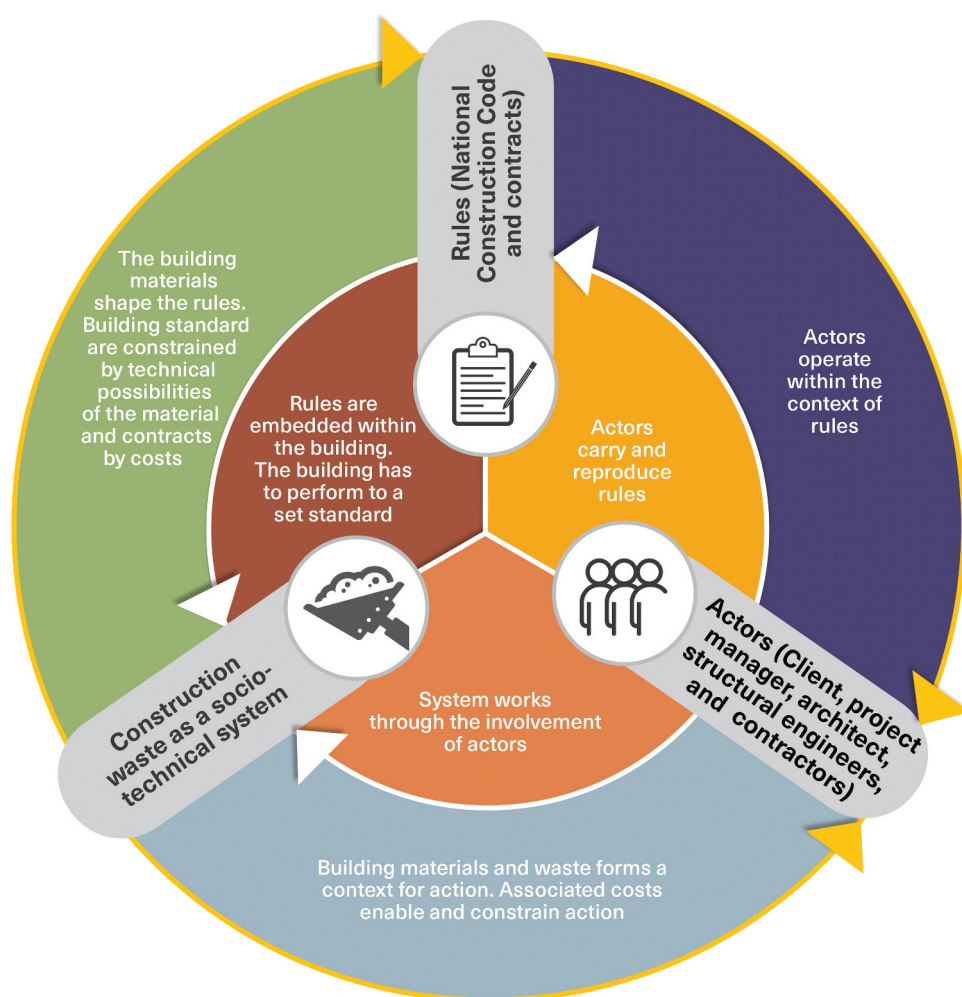 Rules (National
Construction Code
and contracts)
The building
materials
shape the rules.
Building standard
are constrained
by technical
possibilities
of the material
and contracts
by costs
Rules are
embedded within
the building.
The building has
to perform to a
set standard
Actors
carry and
reproduce
rules
Actors
operate
within the
context of
rules
Construction
waste as a socio-
technical system
System works
through the involvement
of actors
Actors (Client, project
manager, architect,
structural engineers,
and contractors)
Building materials and waste forms a
context for action. Associated costs
enable and constrain action